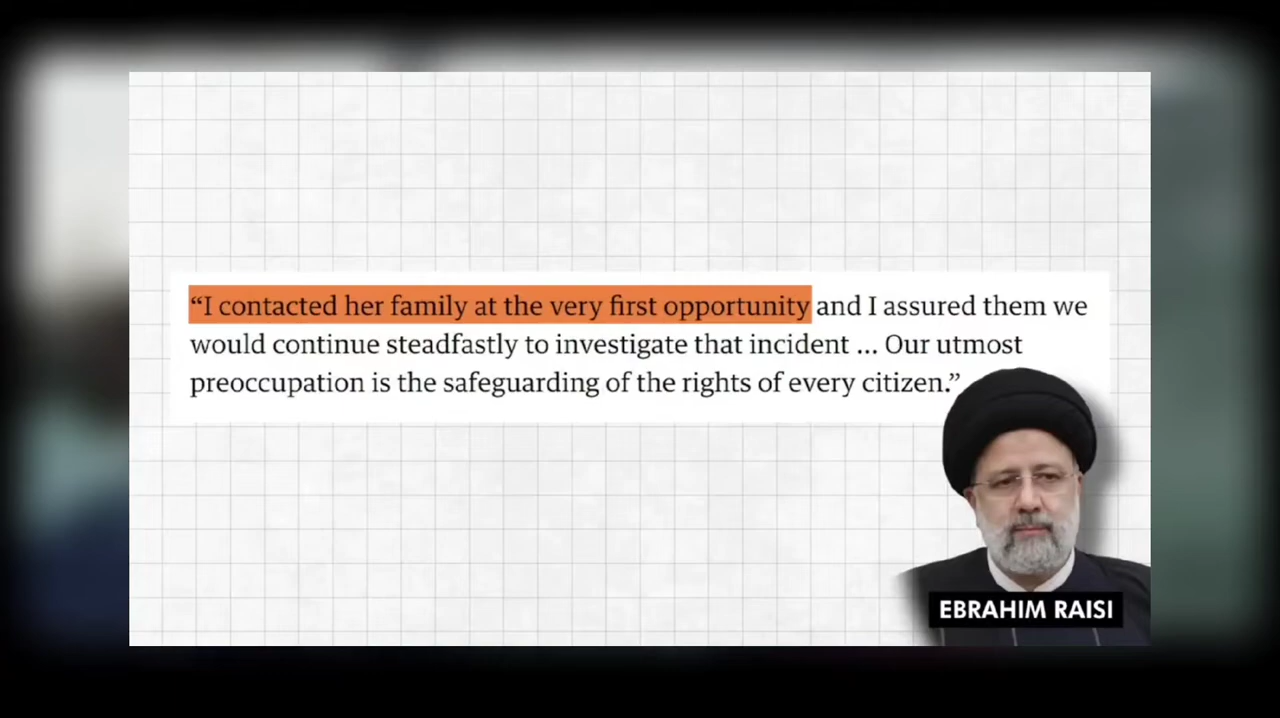 “I contacted her family at the very first opportunity and I assured them we
would continue steadfastly to investigate that incident ... Our utmost
preoccupation is the safeguarding of the rights of every citizen.”
EBRAHIM RAISI